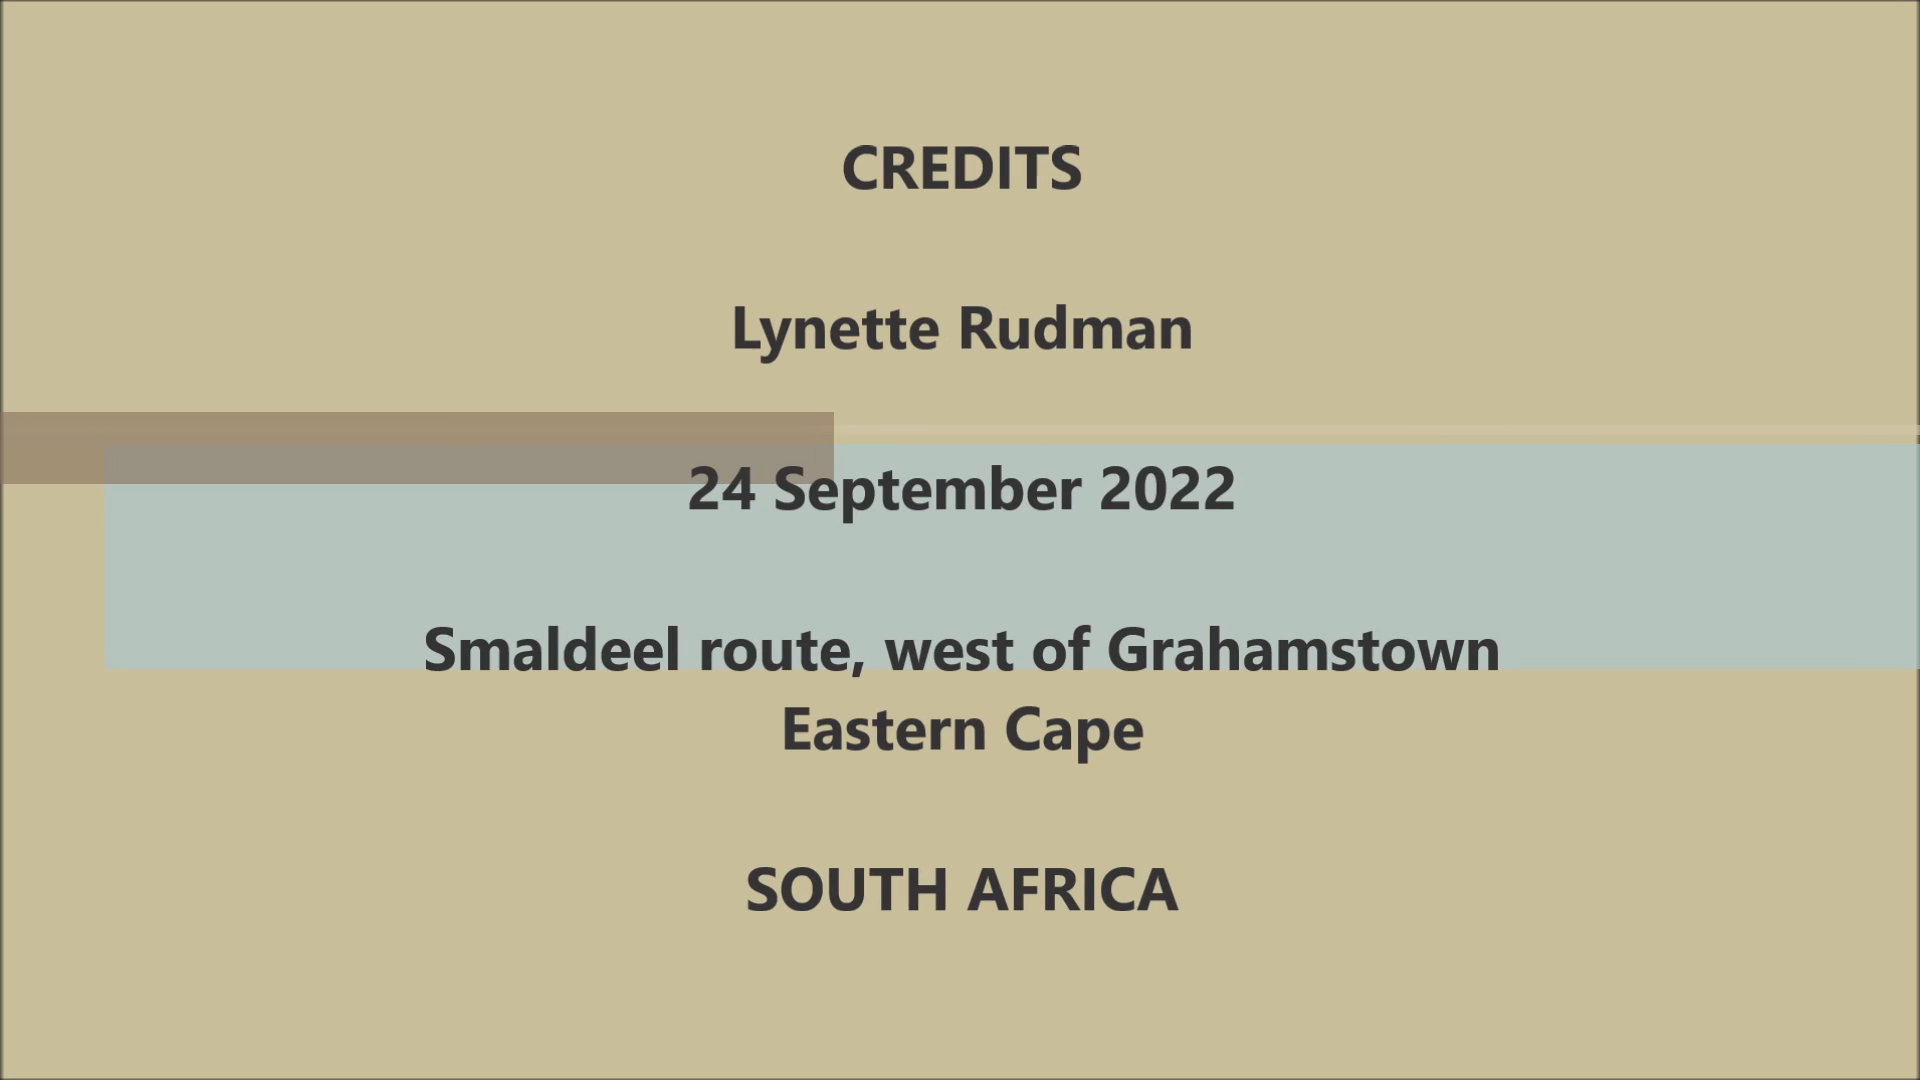 CREDITS
Lynette Rudman
24 September 2022
Smaldeel route, west of Grahamstown
Eastern Cape
SOUTH AFRICA